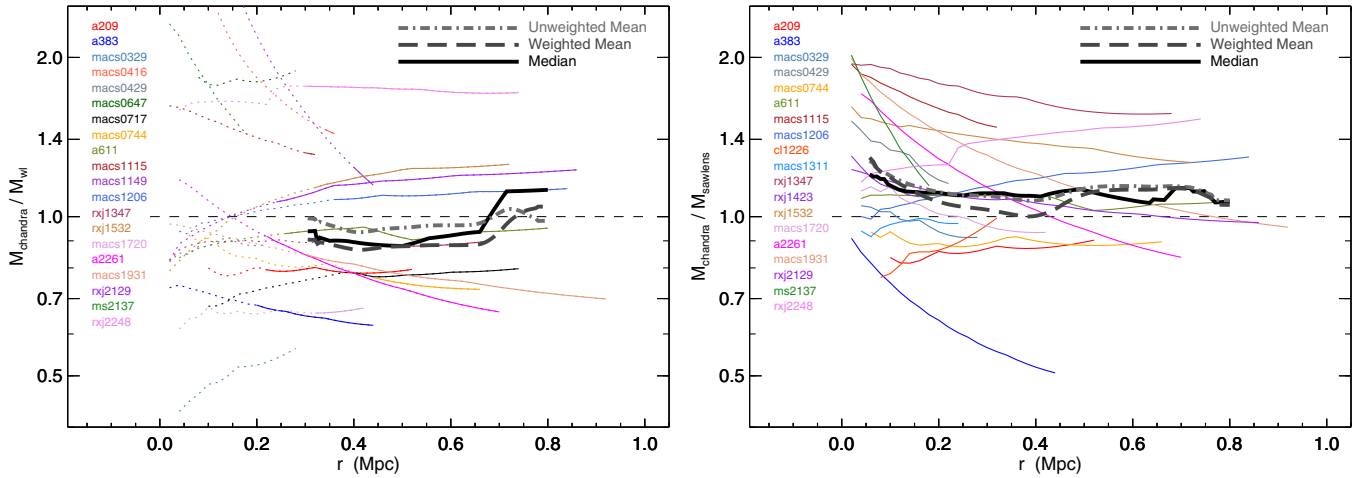 a209
a383
macs0329
macs0416
macs0429
macs0647
macs0717
macs0744
a611
macs1115
macs1149
macs1206
rxj1347
rxj1532
macs1720
a2261
macs1931
rxj2129
ms2137
rxj2248
Unweighted Mean
Weighted Mean
Median
2.0
1.4
1.0
0.7
0.5
M_chandra / M_wl
0.0 0.2 0.4 0.6 0.8 1.0
r (Mpc)
a209
a383
macs0329
macs0429
macs0744
a611
macs1115
macs1206
cl1226
macs1311
rxj1347
rxj1423
rxj1532
macs1720
a2261
macs1931
rxj2129
ms2137
rxj2248
Unweighted Mean
Weighted Mean
Median
2.0
1.4
1.0
0.7
0.5
M_chandra / M_sawlens
0.0 0.2 0.4 0.6 0.8 1.0
r (Mpc)